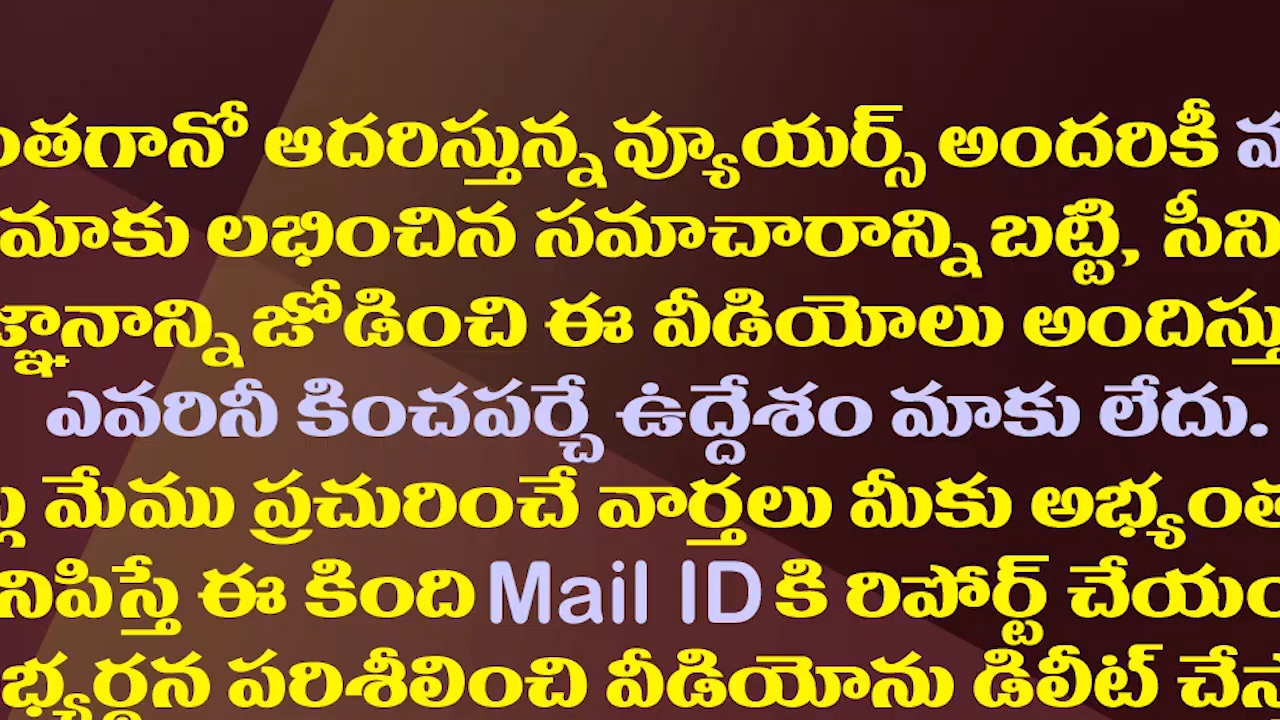 ంతగానో ఆదరిస్తున్న వ్యూయర్స్ అందరికీ
మాకు లభించిన సమాచారాన్ని బట్టి, సీని
జ్ఞానాన్ని జోడించి ఈ వీడియోలు అందిస్తు
ఎవరినీ కించపర్చే ఉద్దేశం మాకు లేదు.
మేము ప్రచురించే వార్తలు మీకు అభ్యంత
నిపిస్తే ఈ కింది Mail ID కి రిపోర్ట్ చేయం
భ్యర్థన పరిశీలించి వీడియోను డిలీట్ చేస